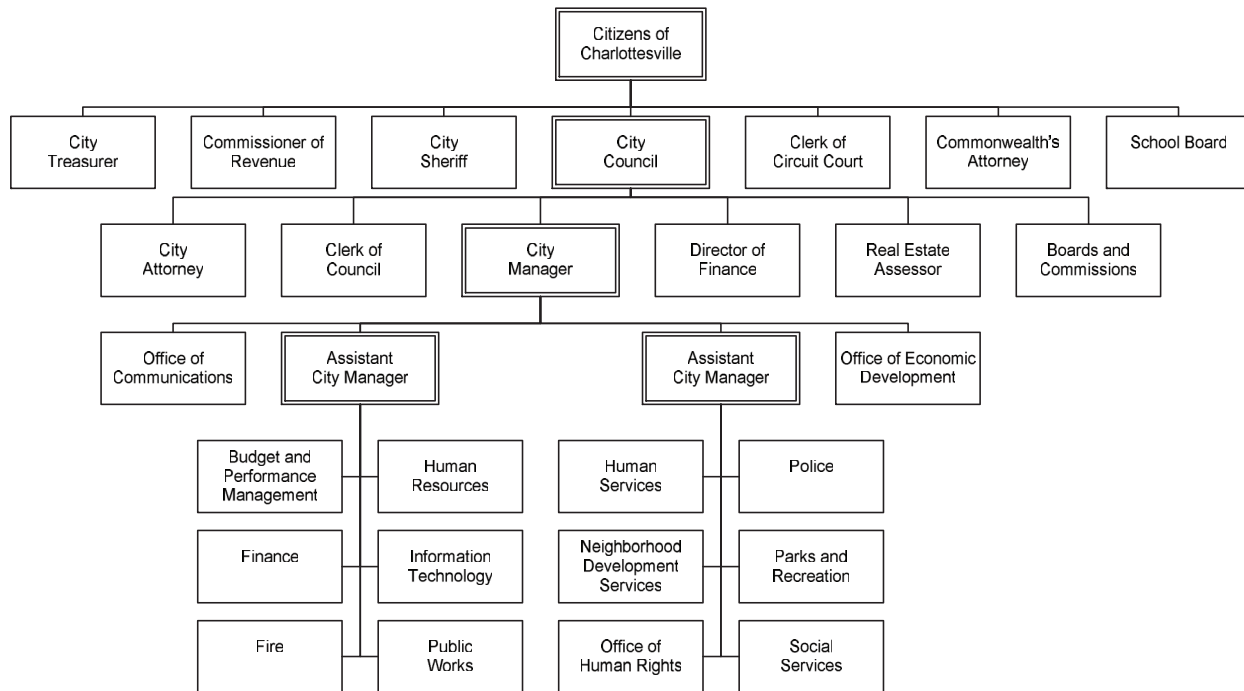 Citizens of
Charlottesville
City
Treasurer
Commissioner of
Revenue
City
Sheriff
City
Council
Clerk of
Circuit Court
Commonwealth's
Attorney
School Board
City
Attorney
Clerk of
Council
City
Manager
Director of
Finance
Real Estate
Assessor
Boards and
Commissions
Office of
Communications
Assistant
City Manager
Assistant
City Manager
Office of Economic
Development
Budget and
Performance
Management
Human
Resources
Human
Services
Police
Finance
Information
Technology
Neighborhood
Development
Services
Parks and
Recreation
Fire
Public
Works
Office of
Human Rights
Social
Services